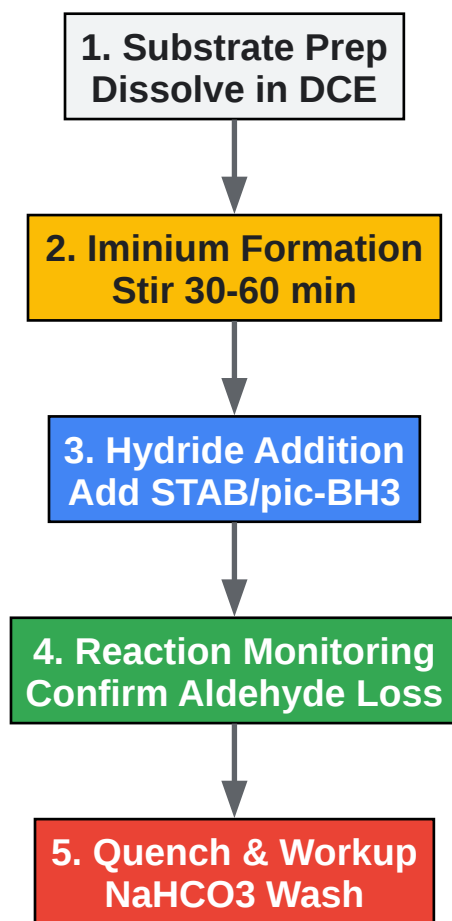 1. Substrate Prep
Dissolve in DCE
2. Iminium Formation
Stir 30-60 min
3. Hydride Addition
Add STAB/pic-BH3
4. Reaction Monitoring
Confirm Aldehyde Loss
5. Quench & Workup
NaHCO3 Wash